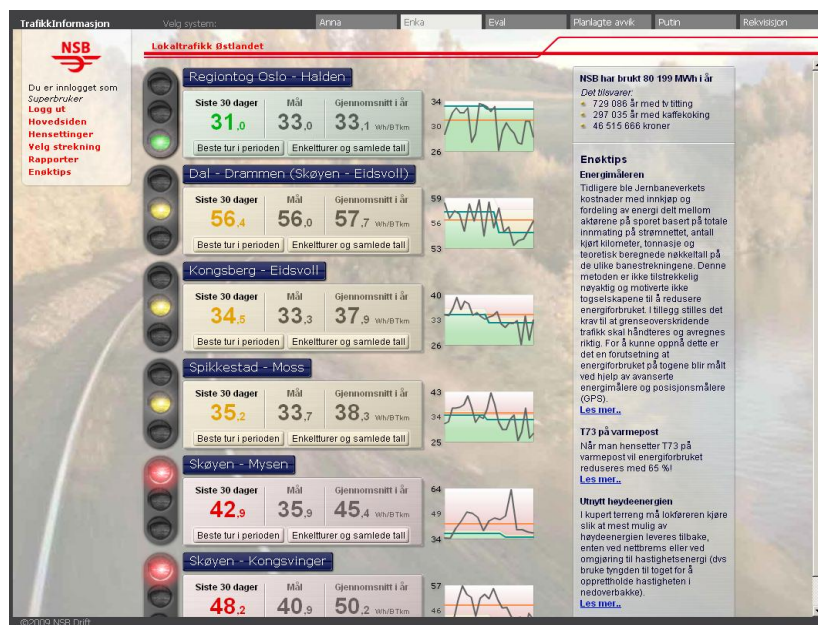 TrafikkInformasjon Velg system: Anna Enka Eval Planlagte avvik Putin Rekvisisjon
NSB
Du er innlogget som
Superbruker
Logg ut
Hovedsiden
Hensettinger
Velg strekning
Rapporter
Enøktips
Lokaltrafikk Østlandet
Regiontog Oslo - Halden
Siste 30 dager Mål Gjennomsnitt i år
31,0 33,0 33,1 Wh/BTkm
Beste tur i perioden Enkeltturer og samlede tall
34
30
26
Dal - Drammen (Skøyen - Eidsvoll)
Siste 30 dager Mål Gjennomsnitt i år
56,4 56,0 57,7 Wh/BTkm
Beste tur i perioden Enkeltturer og samlede tall
59
56
53
Kongsberg - Eidsvoll
Siste 30 dager Mål Gjennomsnitt i år
34,5 33,3 37,9 Wh/BTkm
Beste tur i perioden Enkeltturer og samlede tall
40
33
26
Spikkestad - Moss
Siste 30 dager Mål Gjennomsnitt i år
35,2 33,7 38,3 Wh/BTkm
Beste tur i perioden Enkeltturer og samlede tall
43
34
25
Skøyen - Mysen
Siste 30 dager Mål Gjennomsnitt i år
42,9 35,9 45,4 Wh/BTkm
Beste tur i perioden Enkeltturer og samlede tall
64
49
34
Skøyen - Kongsvinger
Siste 30 dager Mål Gjennomsnitt i år
48,2 40,9 50,2 Wh/BTkm
57
46
NSB har brukt 80 199 MWh i år
Det tilsvarer:
729 086 år med tv titting
297 035 år med kaffekoking
46 515 666 kroner
Enøktips
Energimåleren
Tidligere ble Jernbaneverkets
kostnader med innkjøp og
fordeling av energi delt mellom
aktørene på sporet basert på totale
innmating på strømnettet, antall
kjørt kilometer, tonnasje og
teoretisk beregnede nøkkeltall på
de ulike banestrekningene. Denne
metoden er ikke tilstrekkelig
nøyaktig og motiverte ikke
togselskapene til å redusere
energiforbruket. I tillegg stilles det
krav til at grenseoverskridende
trafikk skal håndteres og avregnes
riktig. For å kunne oppnå dette er
det en forutsetning at
energiforbruket på togene blir målt
ved hjelp av avanserte
energimålere og posisjonsmålere
(GPS).
Les mer..
T73 på varmepost
Når man hensetter T73 på
varmepost vil energiforbruket
reduseres med 65 %!
Les mer..
Utnytt høydeenergien
I kupert terreng må lokføreren kjøre
slik at mest mulig av
høydeenergien leveres tilbake,
enten ved nettbrems eller ved
omgjøring til hastighetsenergi (dvs
bruke tyngden til toget for å
opprettholde hastigheten i
nedoverbakke).
Les mer..
©2009 NSB Drift